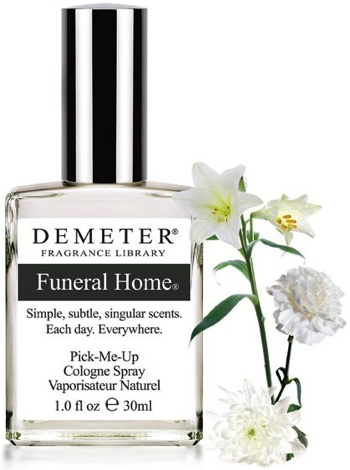 DEMETER®
FRAGRANCE LIBRARY
Funeral Home®
Simple, subtle, singular scents.
Each day. Everywhere.
Pick-Me-Up
Cologne Spray
Vaporisateur Naturel
1.0 fl oz ℮ 30ml